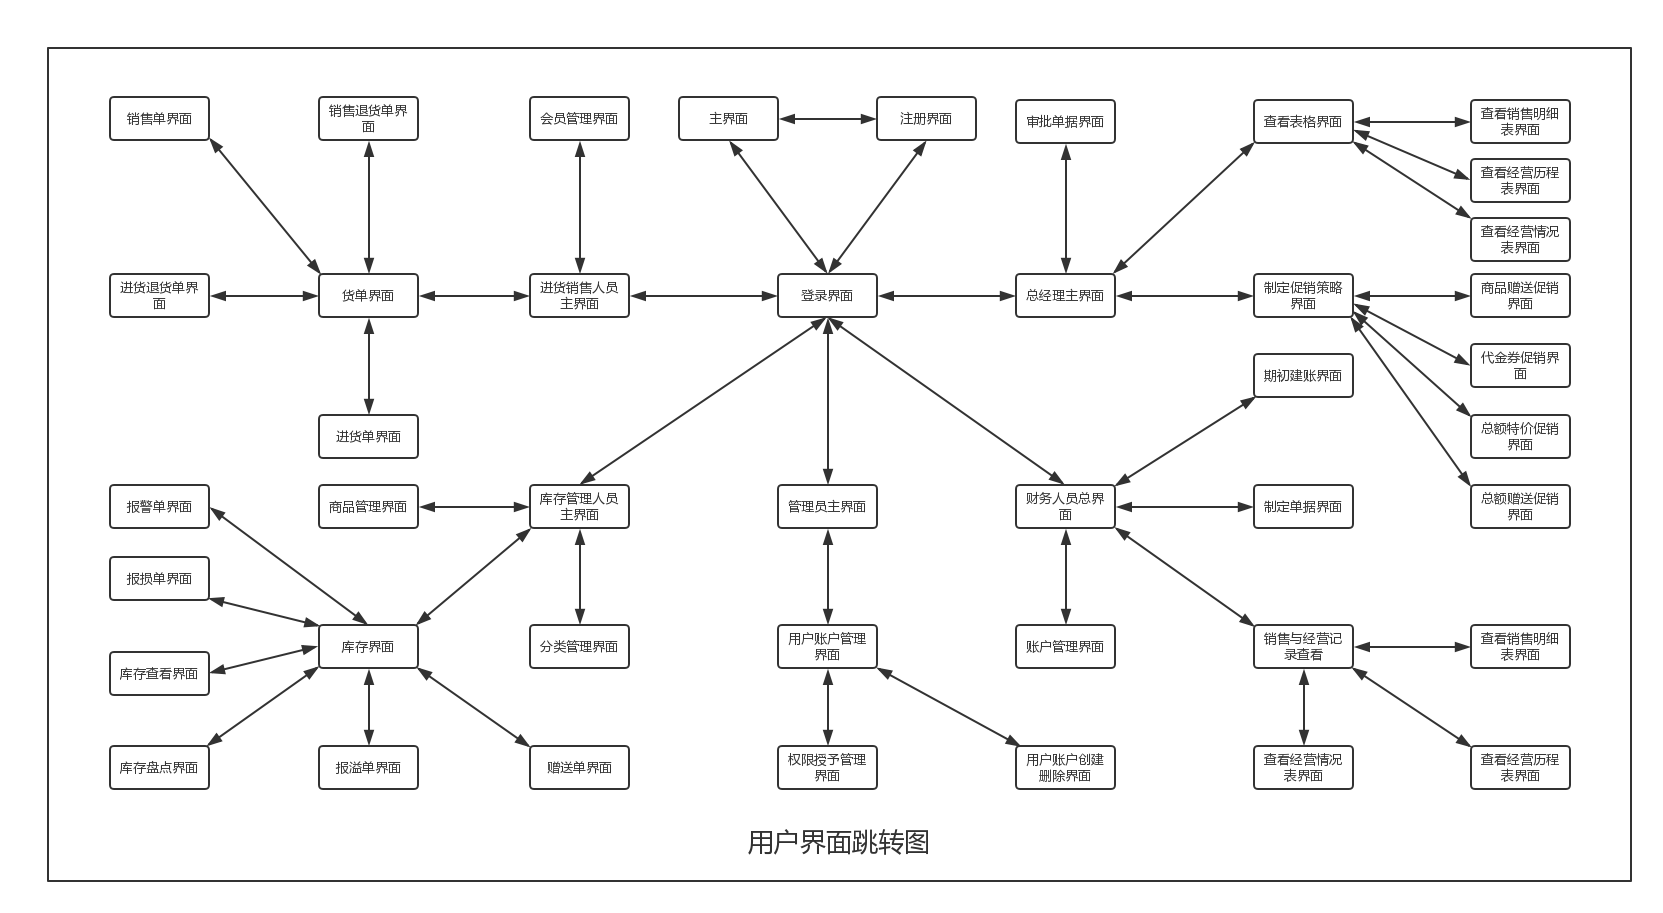 销售单界面
销售退货单界
面
会员管理界面
主界面
注册界面
审批单据界面
查看表格界面
查看销售明细
表界面
查看经营历程
表界面
查看经营情况
表界面
进货退货单界
面
货单界面
进货销售人员
主界面
登录界面
总经理主界面
制定促销策略
界面
商品赠送促销
界面
代金券促销界
面
期初建账界面
进货单界面
总额特价促销
界面
报警单界面
商品管理界面
库存管理人员
主界面
管理员主界面
财务人员总界
面
制定单据界面
总额赠送促销
界面
报损单界面
库存界面
分类管理界面
用户账户管理
界面
账户管理界面
销售与经营记
录查看
查看销售明细
表界面
库存查看界面
库存盘点界面
报溢单界面
赠送单界面
权限授予管理
界面
用户账户创建
删除界面
查看经营情况
表界面
查看经营历程
表界面
用户界面跳转图